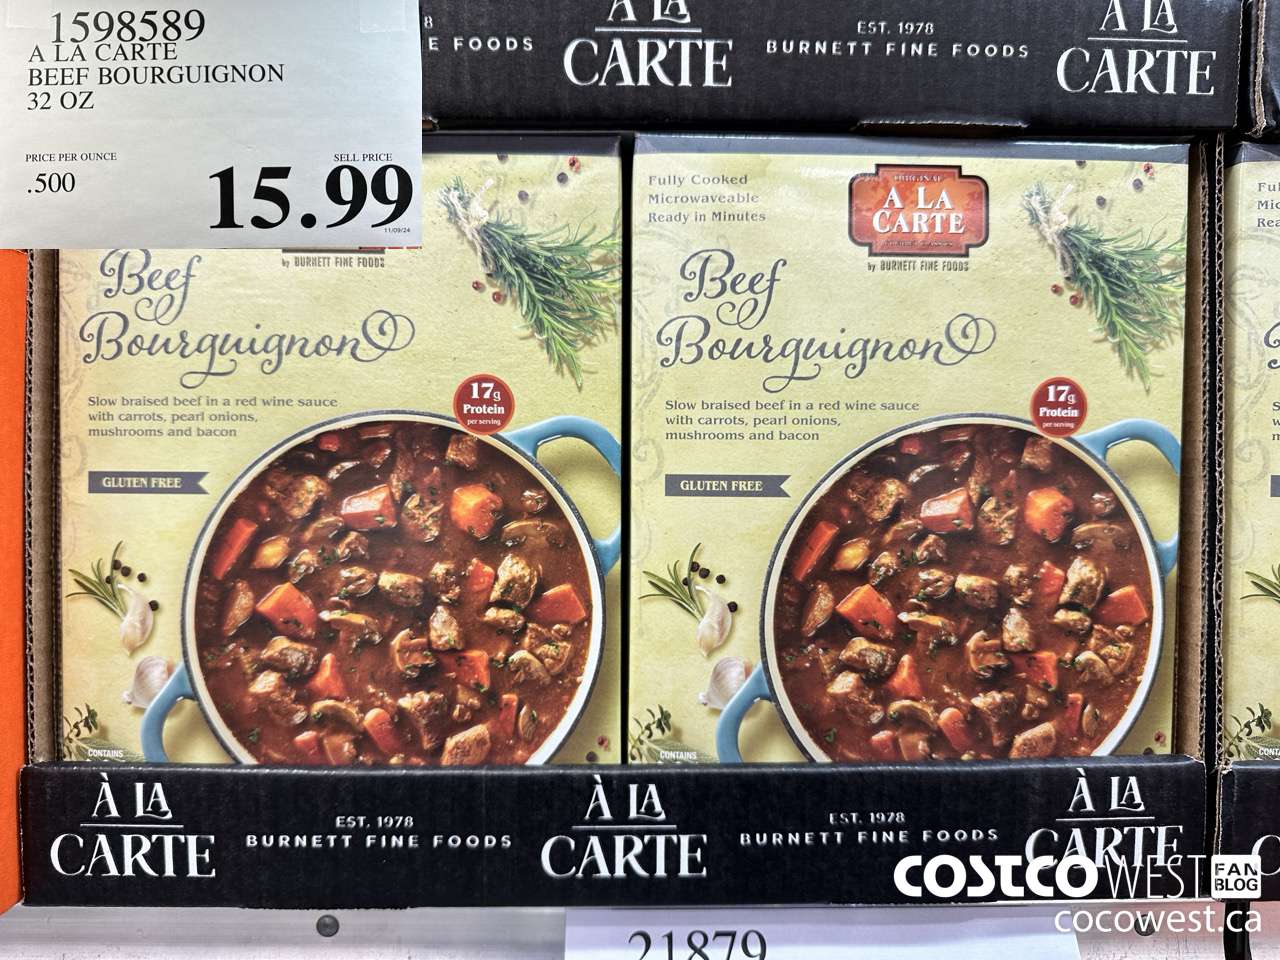 1598589
A LA CARTE
BEEF BOURGUIGNON
32 OZ
PRICE PER OUNCE
.500
SELL PRICE
15.99
11/09/24
8
E FOODS
À LA
CARTE
EST. 1978
BURNETT FINE FOODS
À LA
CARTE
by BURNETT FINE FOODS
Beef
Bourguignon
17g
Protein
per serving
Slow braised beef in a red wine sauce
with carrots, pearl onions,
mushrooms and bacon
GLUTEN FREE
CONTAINS
Fully Cooked
Microwaveable
Ready in Minutes
ORIGINAL
A LA
CARTE
by BURNETT FINE FOODS
Beef
Bourguignon
17g
Protein
per serving
Slow braised beef in a red wine sauce
with carrots, pearl onions,
mushrooms and bacon
GLUTEN FREE
CONTAINS
Ful
Mic
Rea
À LA
CARTE
EST. 1978
BURNETT FINE FOODS
À LA
CARTE
EST. 1978
BURNETT FINE FOODS
À LA
CARTE
COSTCO WEST
FAN
BLOG
cocowest.ca
21879